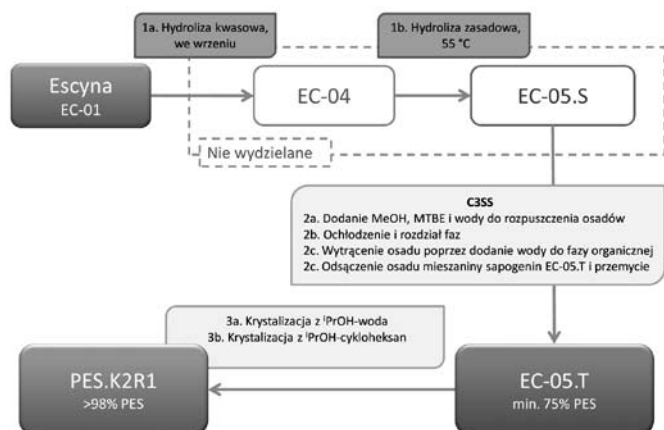 1a. Hydroliza kwasowa,
we wrzeniu
1b. Hydroliza zasadowa,
55 °C
Escyna
EC-01
EC-04
EC-05.S
Nie wydzielane
C3SS
2a. Dodanie MeOH, MTBE i wody do rozpuszczenia osadów
2b. Ochłodzenie i rozdział faz
2c. Wytrącenie osadu poprzez dodanie wody do fazy organicznej
2c. Odsączenie osadu mieszaniny sapogenin EC-05.T i przemycie
3a. Krystalizacja z ⁱPrOH-woda
3b. Krystalizacja z ⁱPrOH-cykloheksan
PES.K2R1
>98% PES
EC-05.T
min. 75% PES